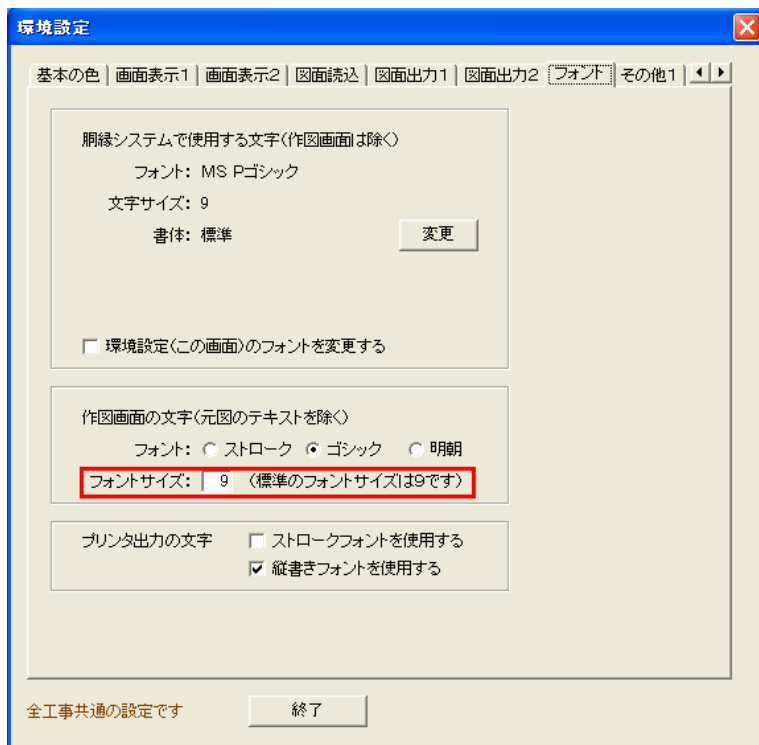 環境設定
基本の色 画面表示1 画面表示2 図面読込 図面出力1 図面出力2 フォント その他1
胴縁システムで使用する文字(作図画面は除く)
フォント: MS Pゴシック
文字サイズ: 9
書体: 標準 変更
環境設定(この画面)のフォントを変更する
作図画面の文字(元図のテキストを除く)
フォント: ストローク ゴシック 明朝
フォントサイズ: 9 (標準のフォントサイズは9です)
プリンタ出力の文字 ストロークフォントを使用する
縦書きフォントを使用する
全工事共通の設定です 終了